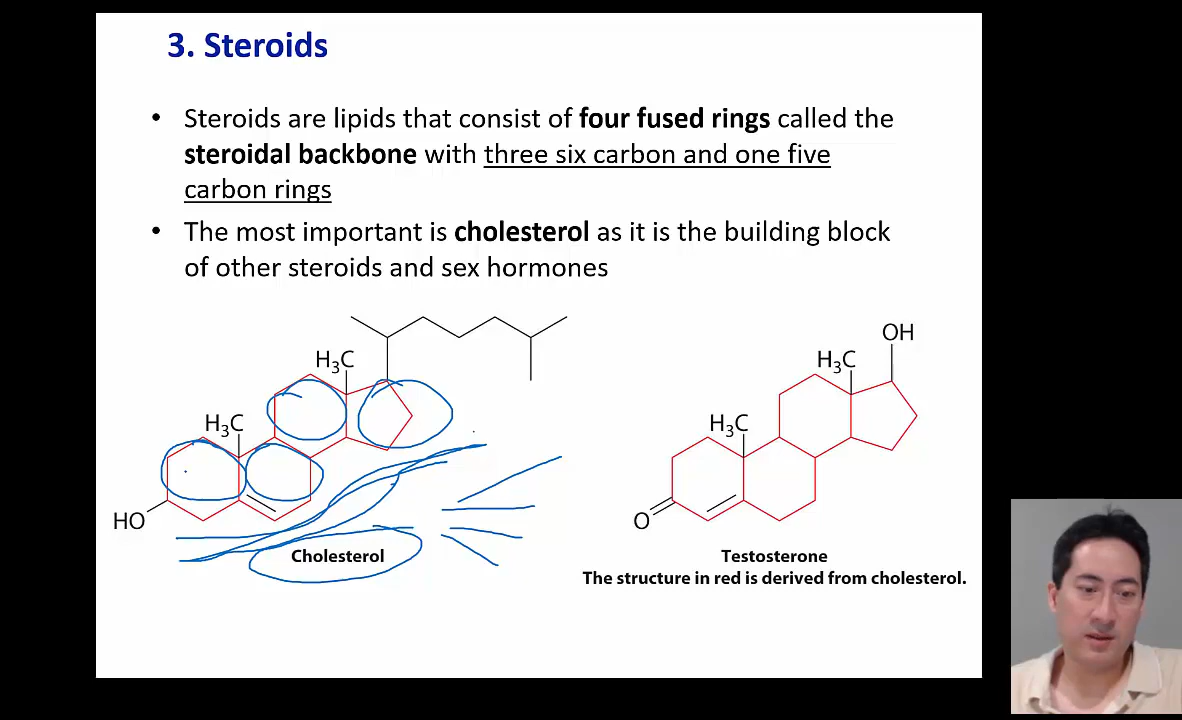 3. Steroids
• Steroids are lipids that consist of four fused rings called the
steroidal backbone with three six carbon and one five
carbon rings
• The most important is cholesterol as it is the building block
of other steroids and sex hormones
H₃C
H₃C
HO
Cholesterol
OH
H₃C
H₃C
O
Testosterone
The structure in red is derived from cholesterol.